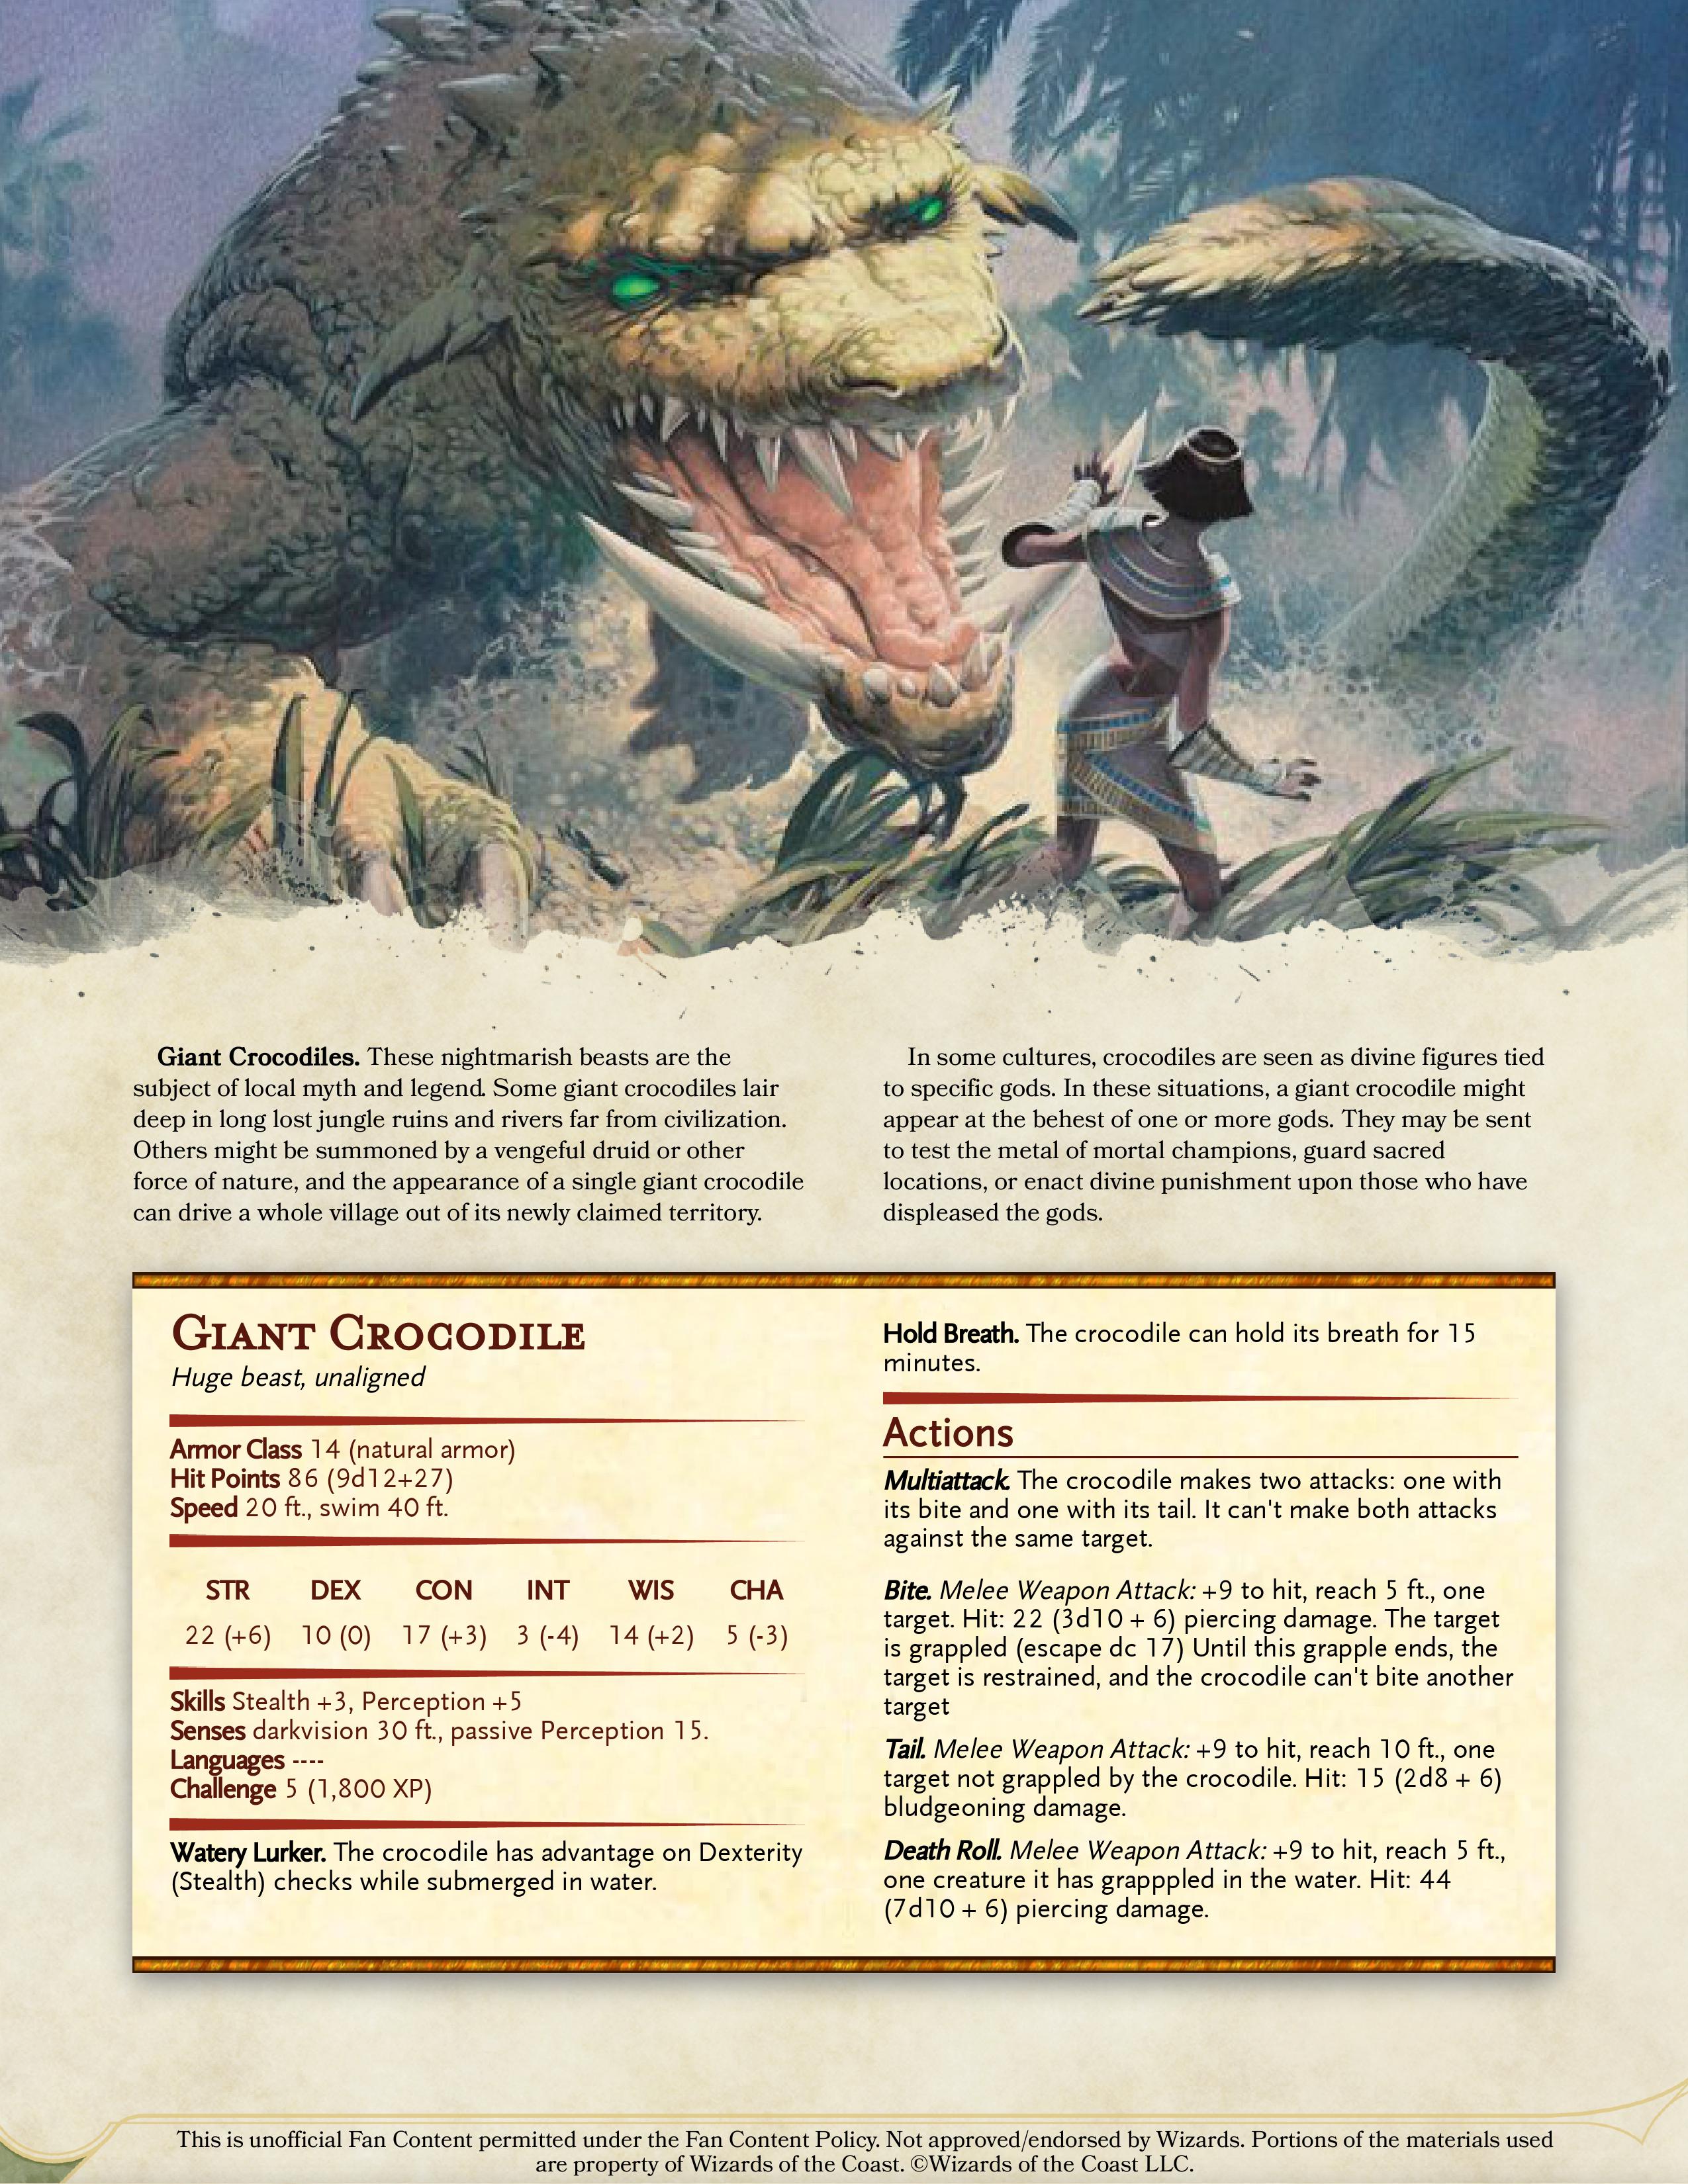 Giant Crocodiles. These nightmarish beasts are the
subject of local myth and legend. Some giant crocodiles lair
deep in long lost jungle ruins and rivers far from civilization.
Others might be summoned by a vengeful druid or other
force of nature, and the appearance of a single giant crocodile
can drive a whole village out of its newly claimed territory.
In some cultures, crocodiles are seen as divine figures tied
to specific gods. In these situations, a giant crocodile might
appear at the behest of one or more gods. They may be sent
to test the metal of mortal champions, guard sacred
locations, or enact divine punishment upon those who have
displeased the gods.
Giant Crocodile
Huge beast, unaligned
Armor Class 14 (natural armor)
Hit Points 86 (9d12+27)
Speed 20 ft., swim 40 ft.
STR DEX CON INT WIS CHA
22 (+6) 10 (0) 17 (+3) 3 (-4) 14 (+2) 5 (-3)
Skills Stealth +3, Perception +5
Senses darkvision 30 ft., passive Perception 15.
Languages ----
Challenge 5 (1,800 XP)
Watery Lurker. The crocodile has advantage on Dexterity
(Stealth) checks while submerged in water.
Hold Breath. The crocodile can hold its breath for 15
minutes.
Actions
Multiattack. The crocodile makes two attacks: one with
its bite and one with its tail. It can't make both attacks
against the same target.
Bite. Melee Weapon Attack: +9 to hit, reach 5 ft., one
target. Hit: 22 (3d10 + 6) piercing damage. The target
is grappled (escape dc 17) Until this grapple ends, the
target is restrained, and the crocodile can't bite another
target
Tail. Melee Weapon Attack: +9 to hit, reach 10 ft., one
target not grappled by the crocodile. Hit: 15 (2d8 + 6)
bludgeoning damage.
Death Roll. Melee Weapon Attack: +9 to hit, reach 5 ft.,
one creature it has grapppled in the water. Hit: 44
(7d10 + 6) piercing damage.
This is unofficial Fan Content permitted under the Fan Content Policy. Not approved/endorsed by Wizards. Portions of the materials used
are property of Wizards of the Coast. ©Wizards of the Coast LLC.